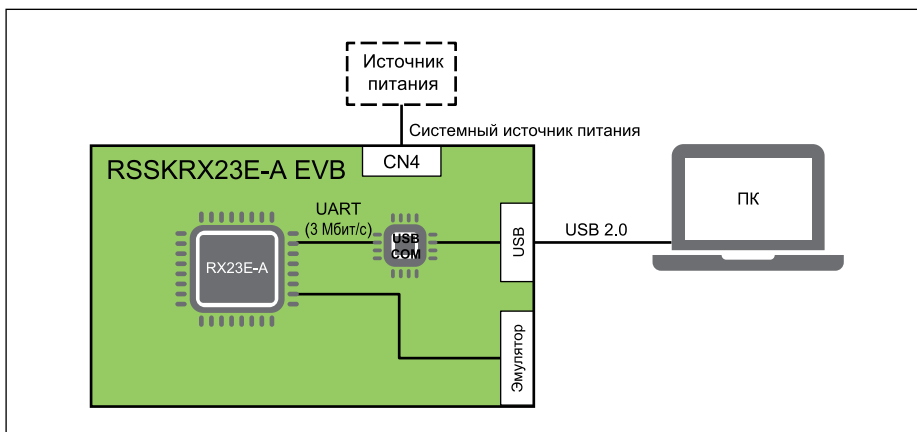 Источник
питания
Системный источник питания
CN4
RSSKRX23E-A EVB
UART
(3 Мбит/с)
USB
COM
RX23E-A
USB
USB 2.0
ПК
Эмулятор